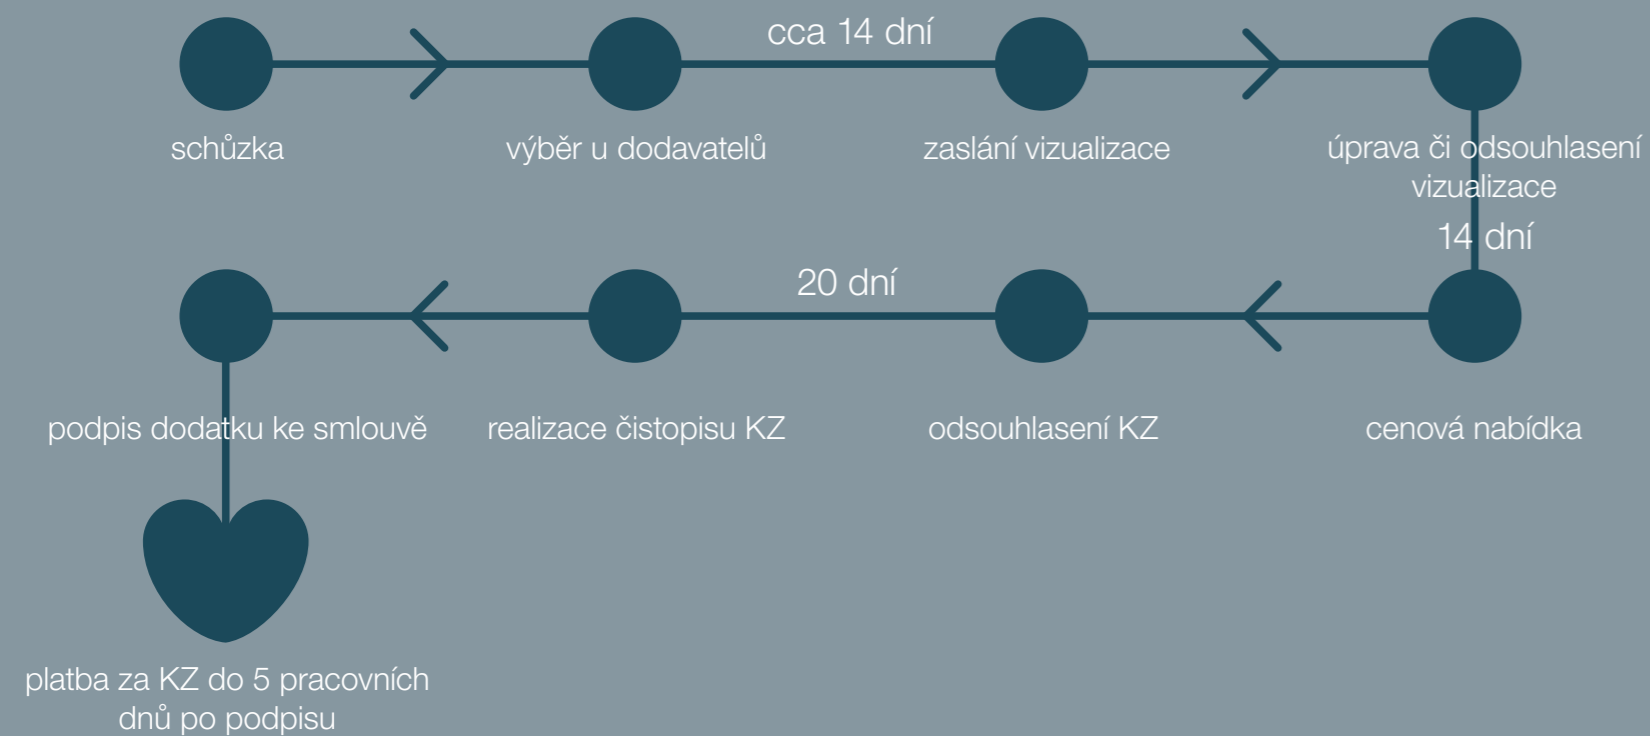 cca 14 dní
schůzka
výběr u dodavatelů
zaslání vizualizace
úprava či odsouhlasení
vizualizace
14 dní
20 dní
podpis dodatku ke smlouvě
realizace čistopisu KZ
odsouhlasení KZ
cenová nabídka
platba za KZ do 5 pracovních
dnů po podpisu